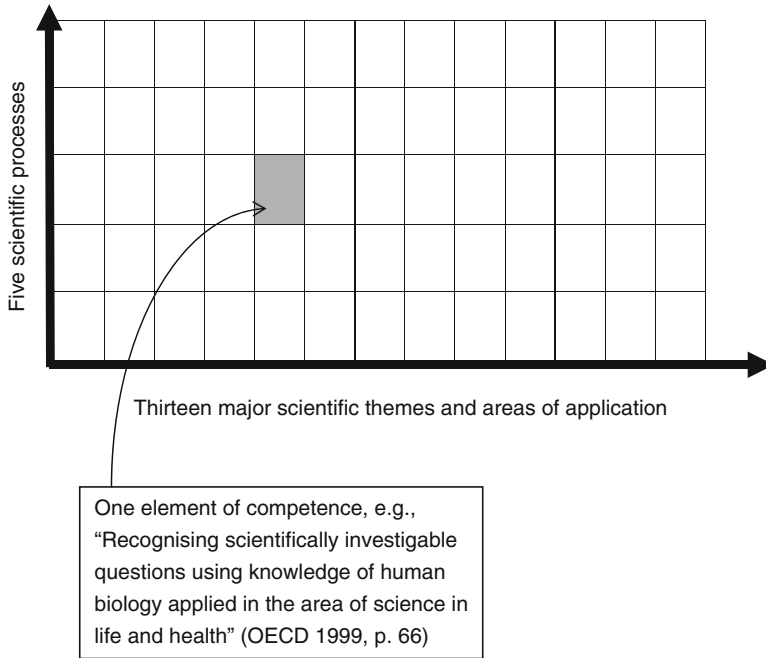 Five scientific processes
Thirteen major scientific themes and areas of application
One element of competence, e.g.,
“Recognising scientifically investigable
questions using knowledge of human
biology applied in the area of science in
life and health” (OECD 1999, p. 66)